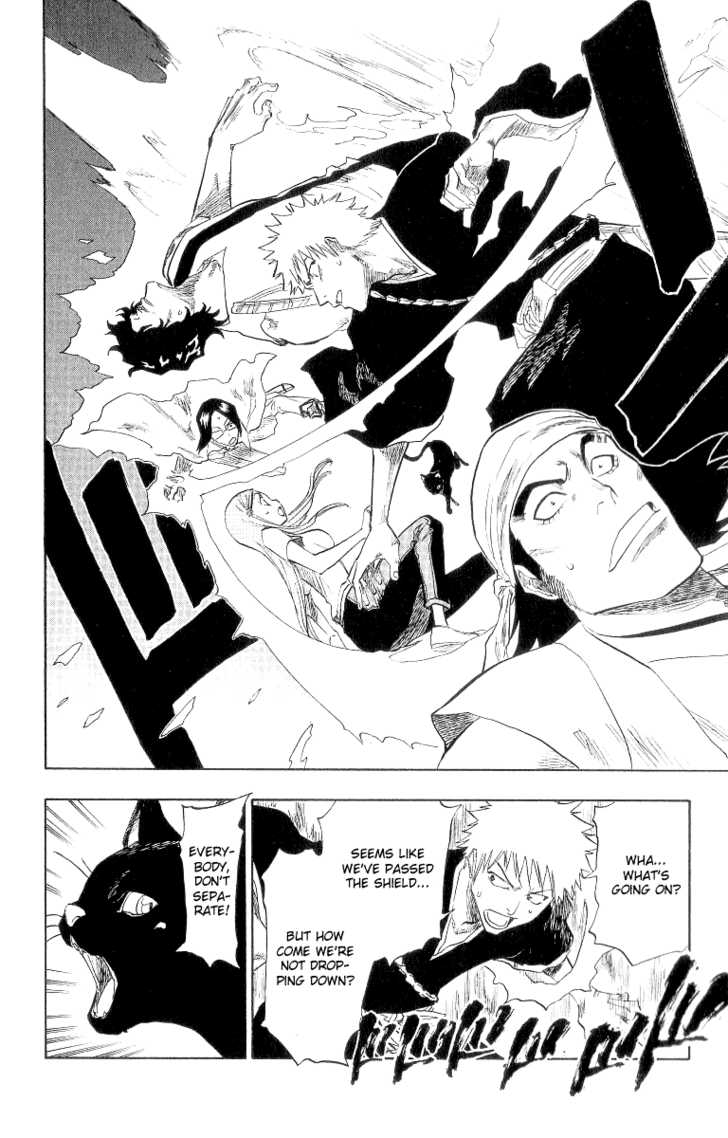 WHA...
WHAT'S
GOING ON?
SEEMS LIKE
WE'VE PASSED
THE SHIELD...
BUT HOW
COME WE'RE
NOT DROP-
PING DOWN?
EVERY-
BODY,
DON'T
SEPA-
RATE!